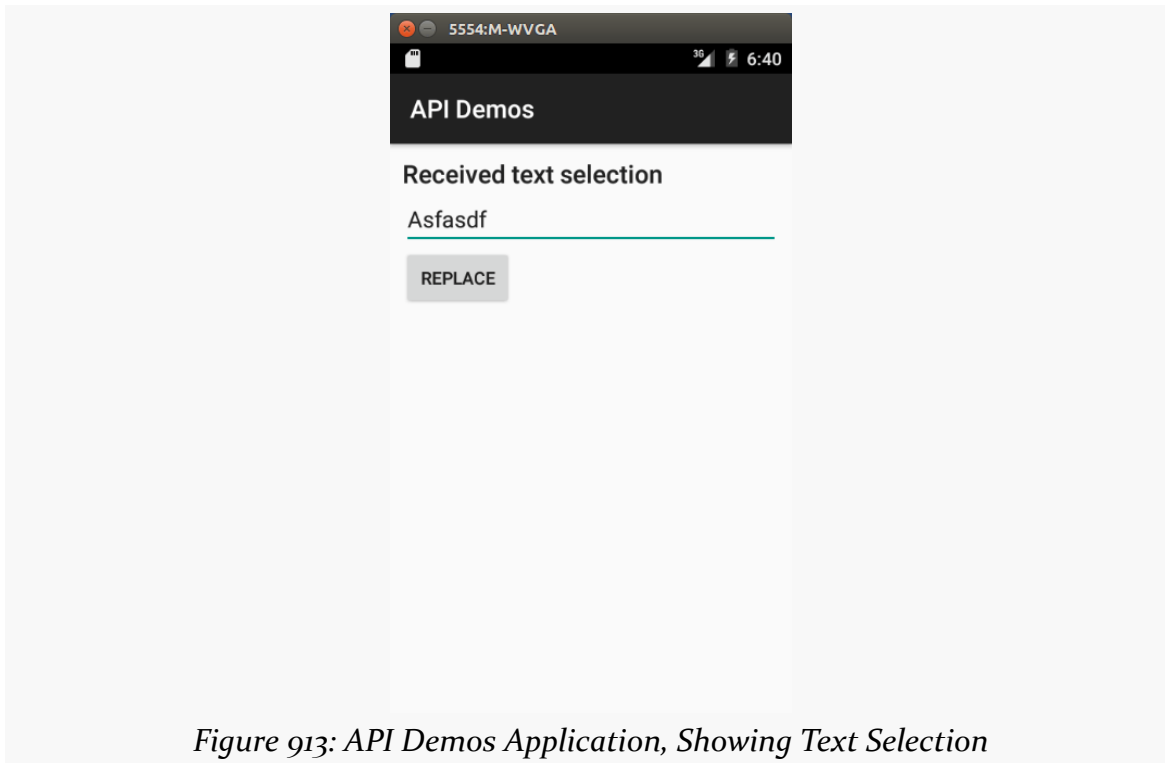 5554:M-WVGA
3G 6:40
API Demos
Received text selection
Asfasdf
REPLACE
Figure 913: API Demos Application, Showing Text Selection